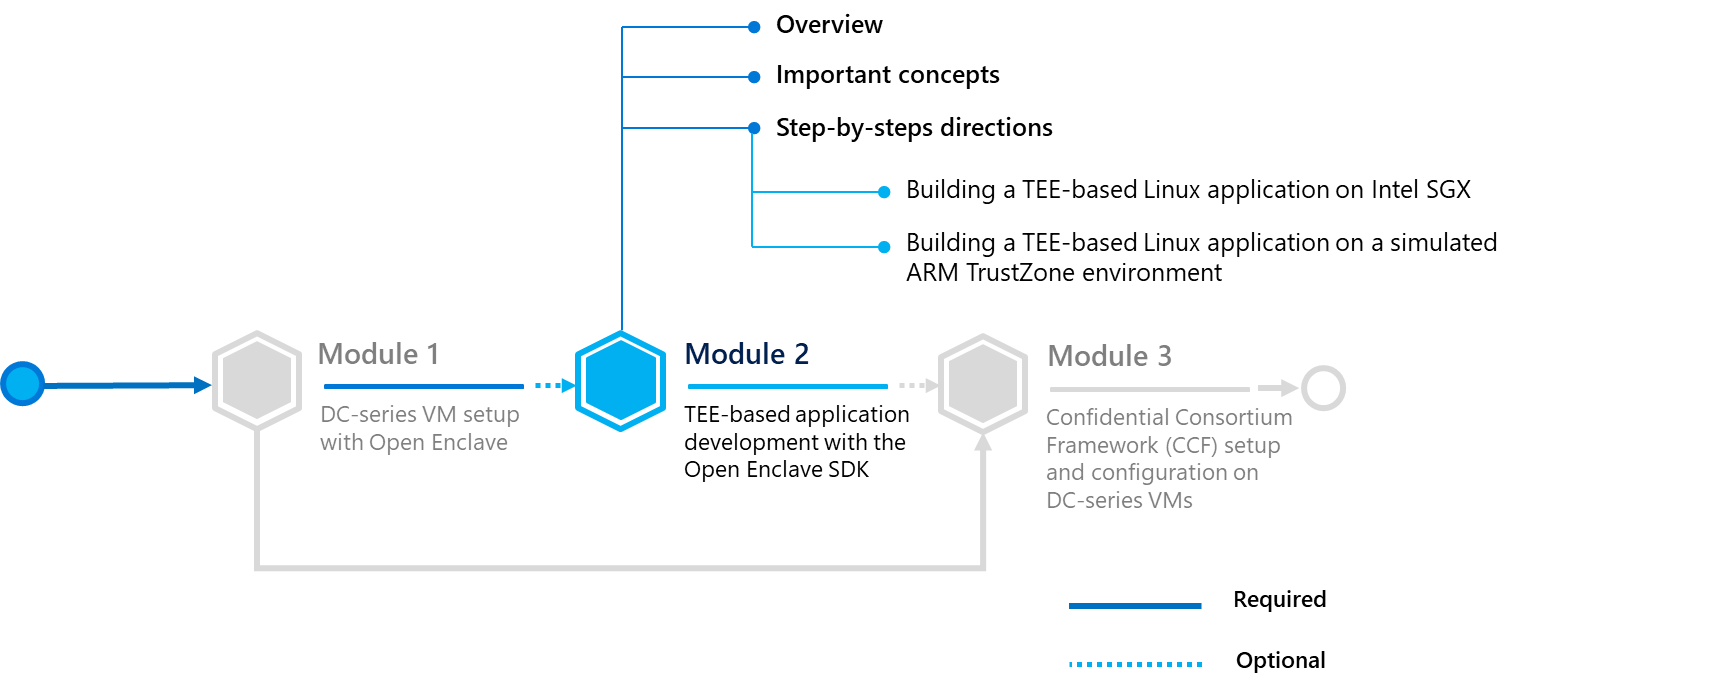 Overview
Important concepts
Step-by-steps directions
Building a TEE-based Linux application on Intel SGX
Building a TEE-based Linux application on a simulated
ARM TrustZone environment
Module 1
DC-series VM setup
with Open Enclave
Module 2
TEE-based application
development with the
Open Enclave SDK
Module 3
Confidential Consortium
Framework (CCF) setup
and configuration on
DC-series VMs
Required
Optional